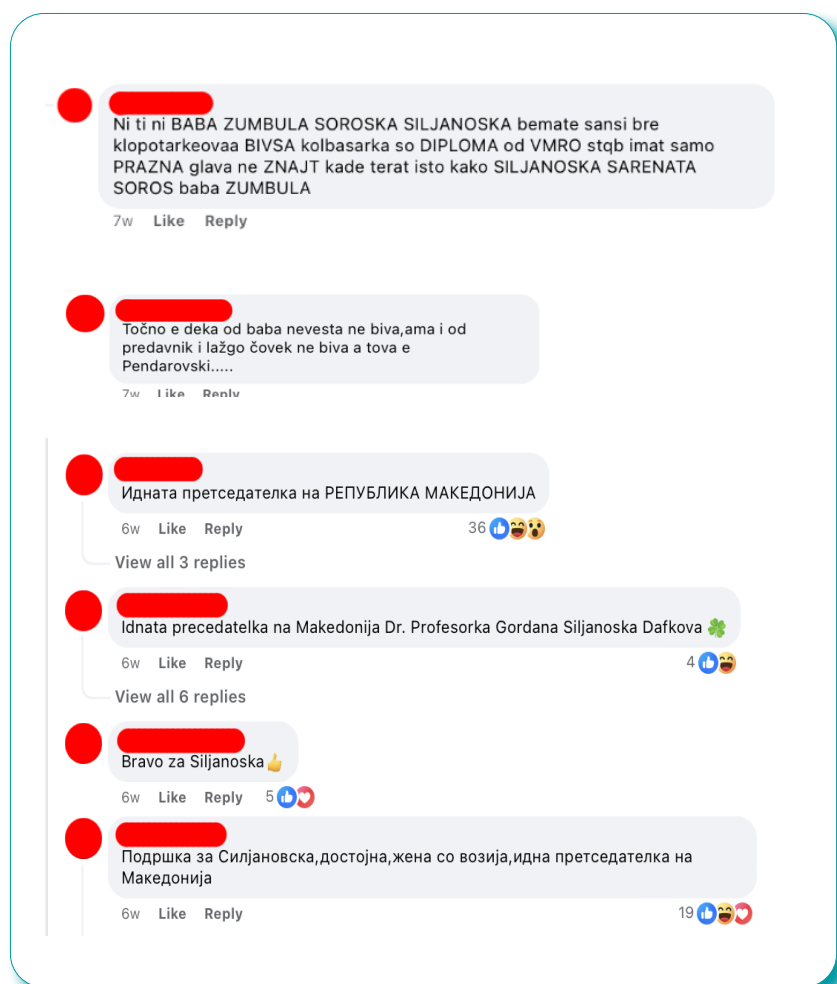 Ni ti ni BABA ZUMBULA SOROSKA SILJANOSKA bemate sansi bre
klopotarkeovaa BIVSA kolbasarka so DIPLOMA od VMRO stqb imat samo
PRAZNA glava ne ZNAJT kade terat isto kako SILJANOSKA SARENATA
SOROS baba ZUMBULA
7w Like Reply
Točno e deka od baba nevesta ne biva,ama i od
predavnik i lažgo čovek ne biva a tova e
Pendarovski.....
7w Like Reply
Идната претседателка на РЕПУБЛИКА МАКЕДОНИЈА
6w Like Reply 36
View all 3 replies
Idnata precedatelka na Makedonija Dr. Profesorka Gordana Siljanoska Dafkova 🍀
6w Like Reply 4
View all 6 replies
Bravo za Siljanoska👍
6w Like Reply 5
Подршка за Силјановска,достојна,жена со возија,идна претседателка на
Македонија
6w Like Reply 19